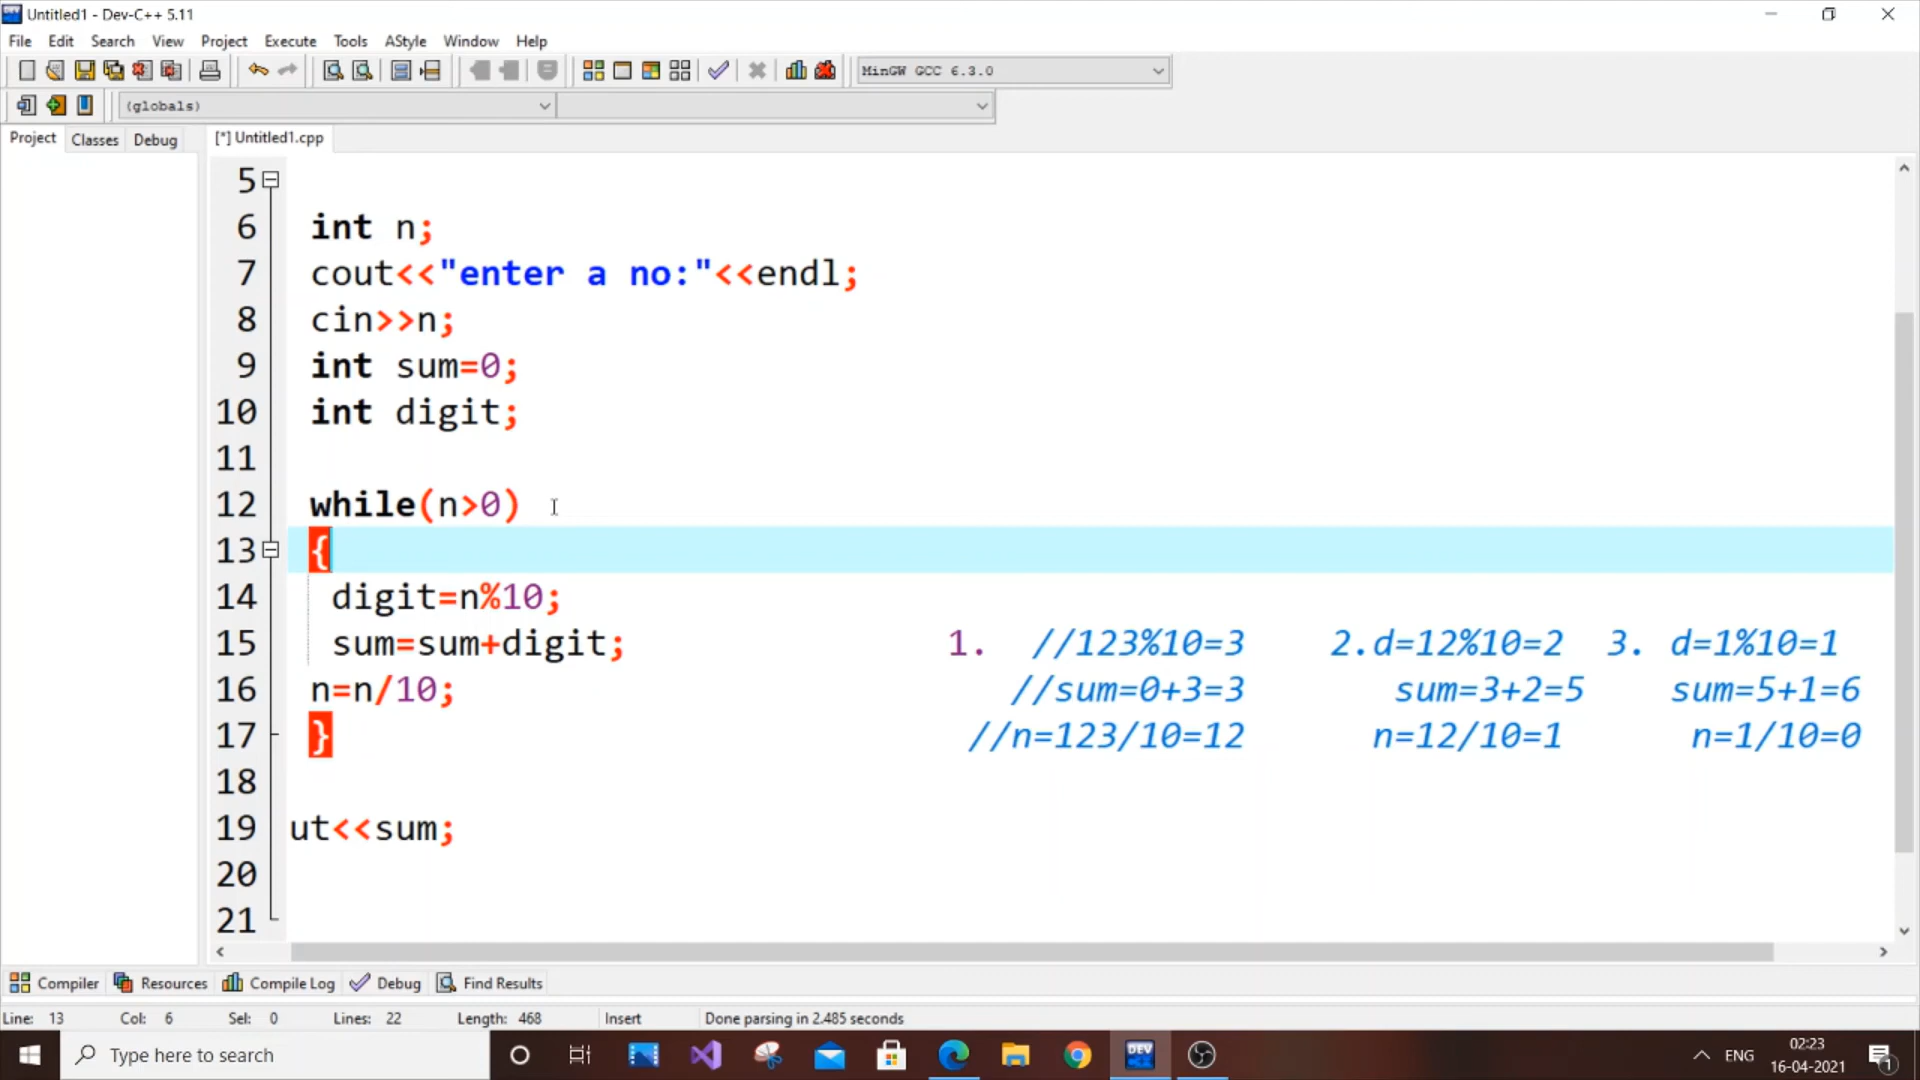 Untitled1 - Dev-C++ 5.11
File Edit Search View Project Execute Tools AStyle Window Help
MinGW GCC 6.3.0
(globals)
Project Classes Debug [*] Untitled1.cpp
5
6 int n;
7 cout<<"enter a no:"<<endl;
8 cin>>n;
9 int sum=0;
10 int digit;
11
12 while(n>0)
13 {
14 digit=n%10;
15 sum=sum+digit; 1. //123%10=3 2.d=12%10=2 3. d=1%10=1
16 n=n/10; //sum=0+3=3 sum=3+2=5 sum=5+1=6
17 } //n=123/10=12 n=12/10=1 n=1/10=0
18
19 ut<<sum;
20
21
Compiler Resources Compile Log Debug Find Results
Line: 13 Col: 6 Sel: 0 Lines: 22 Length: 468 Insert Done parsing in 2.485 seconds
Type here to search DEV ENG 02:23
16-04-2021 1